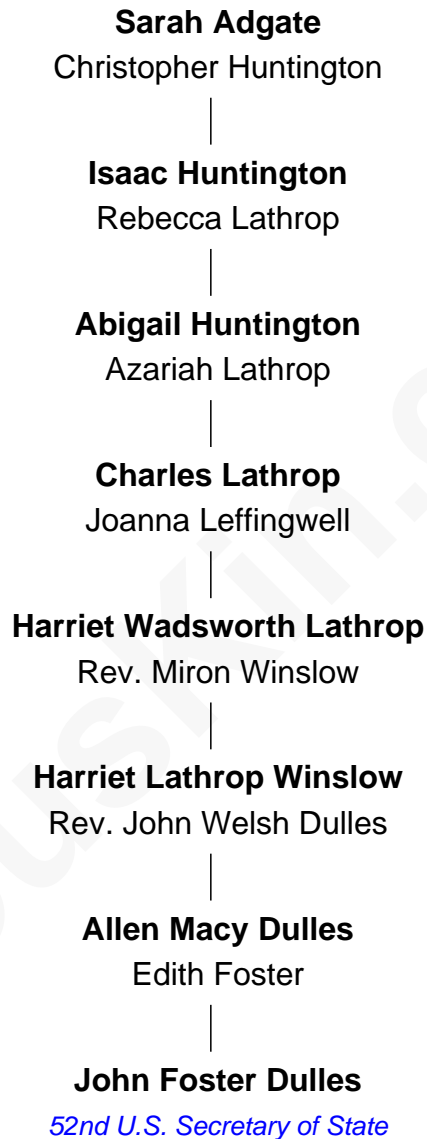 Sarah Adgate
Christopher Huntington
Isaac Huntington
Rebecca Lathrop
Abigail Huntington
Azariah Lathrop
Charles Lathrop
Joanna Leffingwell
Harriet Wadsworth Lathrop
Rev. Miron Winslow
Harriet Lathrop Winslow
Rev. John Welsh Dulles
Allen Macy Dulles
Edith Foster
John Foster Dulles
52nd U.S. Secretary of State